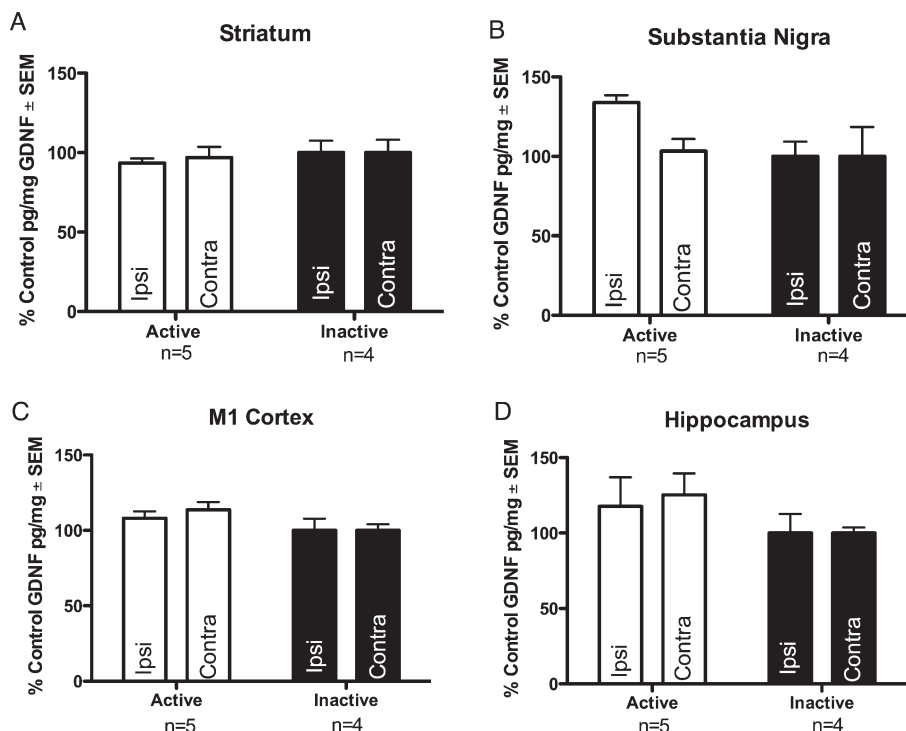 A
Striatum
% Control pg/mg GDNF ± SEM
150
100
50
0
Ipsi
Contra
Ipsi
Contra
Active
Inactive
n=5
n=4
B
Substantia Nigra
% Control GDNF pg/mg ± SEM
150
100
50
0
Ipsi
Contra
Ipsi
Contra
Active
Inactive
n=5
n=4
C
M1 Cortex
% Control GDNF pg/mg ± SEM
150
100
50
0
Ipsi
Contra
Ipsi
Contra
Active
Inactive
n=5
n=4
D
Hippocampus
% Control GDNF pg/mg ± SEM
150
100
50
0
Ipsi
Contra
Ipsi
Contra
Active
Inactive
n=5
n=4